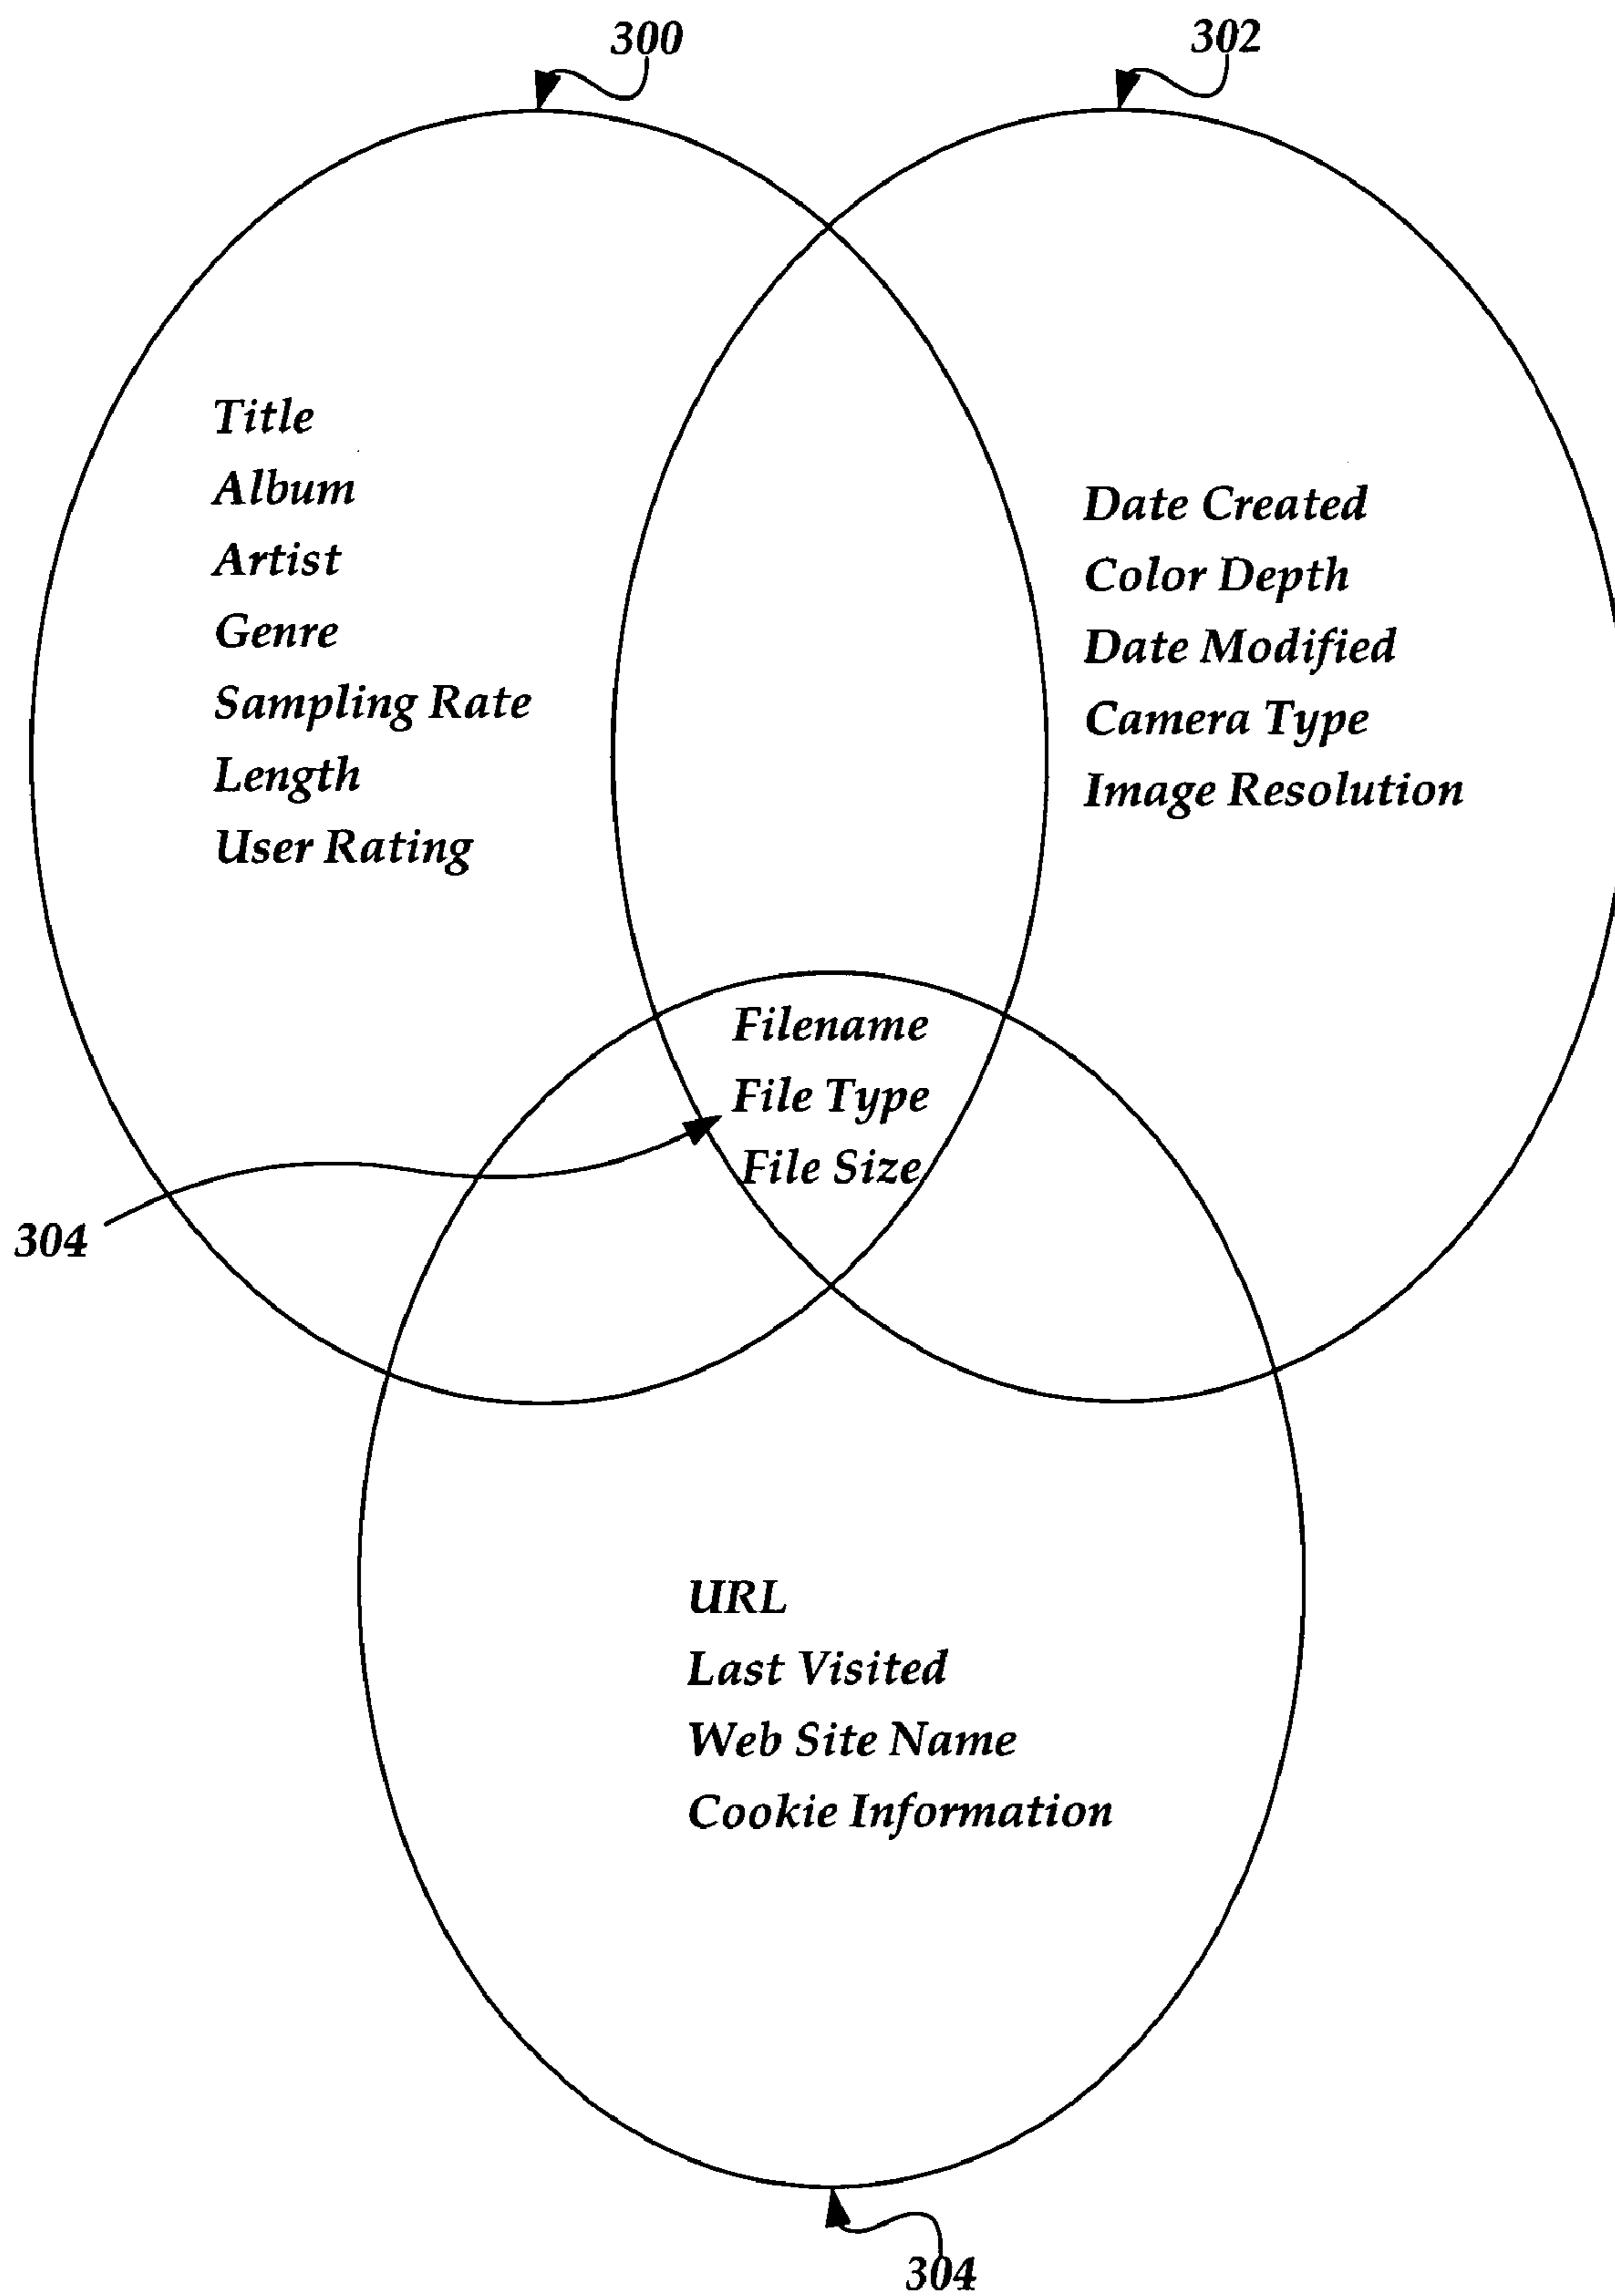 300
302
Title
Album
Artist
Genre
Sampling Rate
Length
User Rating
Date Created
Color Depth
Date Modified
Camera Type
Image Resolution
Filename
File Type
File Size
304
URL
Last Visited
Web Site Name
Cookie Information
304